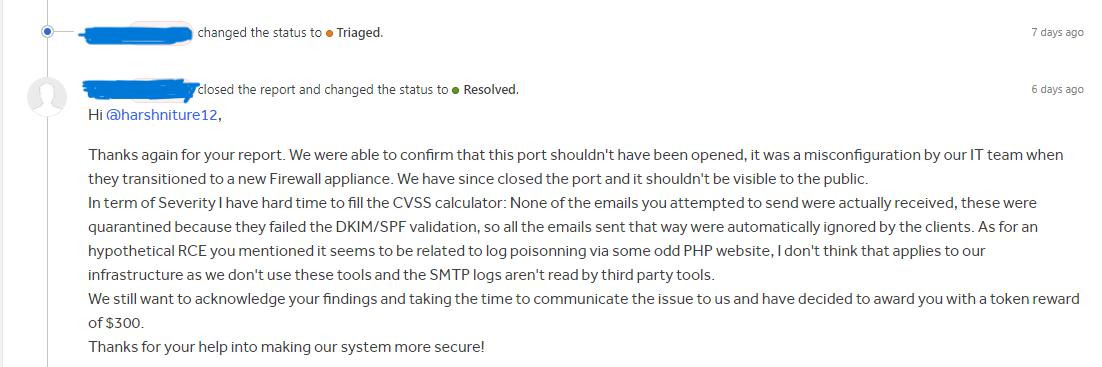 changed the status to Triaged.
7 days ago
closed the report and changed the status to Resolved.
6 days ago
Hi @harshniture12,
Thanks again for your report. We were able to confirm that this port shouldn't have been opened, it was a misconfiguration by our IT team when
they transitioned to a new Firewall appliance. We have since closed the port and it shouldn't be visible to the public.
In term of Severity I have hard time to fill the CVSS calculator: None of the emails you attempted to send were actually received, these were
quarantined because they failed the DKIM/SPF validation, so all the emails sent that way were automatically ignored by the clients. As for an
hypothetical RCE you mentioned it seems to be related to log poisonning via some odd PHP website, I don't think that applies to our
infrastructure as we don't use these tools and the SMTP logs aren't read by third party tools.
We still want to acknowledge your findings and taking the time to communicate the issue to us and have decided to award you with a token reward
of $300.
Thanks for your help into making our system more secure!